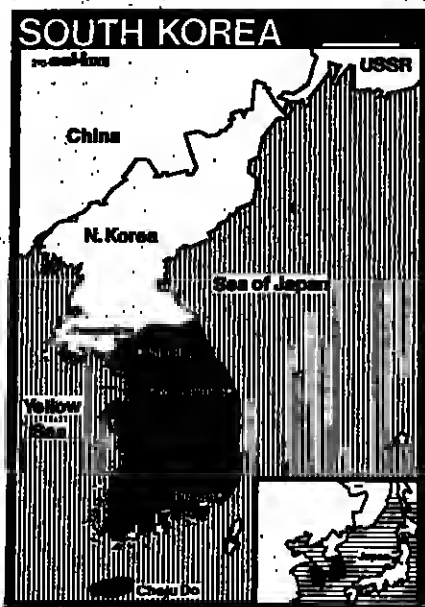 SOUTH KOREA
USSR
China
N. Korea
Sea of Japan
Yellow
Sea
Japan
Cheju Do